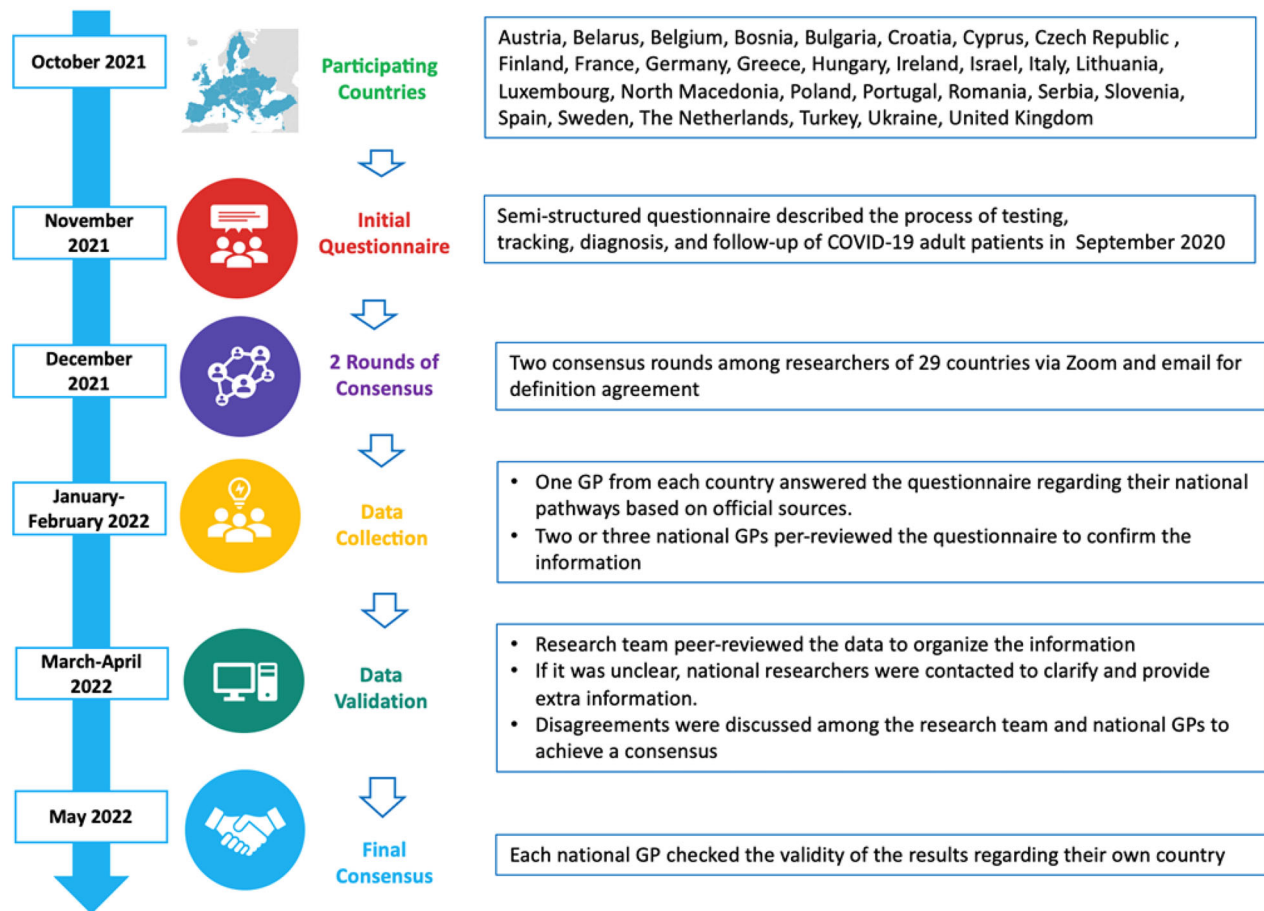 October 2021
Participating
Countries
Austria, Belarus, Belgium, Bosnia, Bulgaria, Croatia, Cyprus, Czech Republic ,
Finland, France, Germany, Greece, Hungary, Ireland, Israel, Italy, Lithuania,
Luxembourg, North Macedonia, Poland, Portugal, Romania, Serbia, Slovenia,
Spain, Sweden, The Netherlands, Turkey, Ukraine, United Kingdom
November
2021
Initial
Questionnaire
Semi-structured questionnaire described the process of testing,
tracking, diagnosis, and follow-up of COVID-19 adult patients in September 2020
December
2021
2 Rounds of
Consensus
Two consensus rounds among researchers of 29 countries via Zoom and email for
definition agreement
January-
February 2022
Data
Collection
• One GP from each country answered the questionnaire regarding their national
pathways based on official sources.
• Two or three national GPs per-reviewed the questionnaire to confirm the
information
March-April
2022
Data
Validation
• Research team peer-reviewed the data to organize the information
• If it was unclear, national researchers were contacted to clarify and provide
extra information.
• Disagreements were discussed among the research team and national GPs to
achieve a consensus
May 2022
Final
Consensus
Each national GP checked the validity of the results regarding their own country